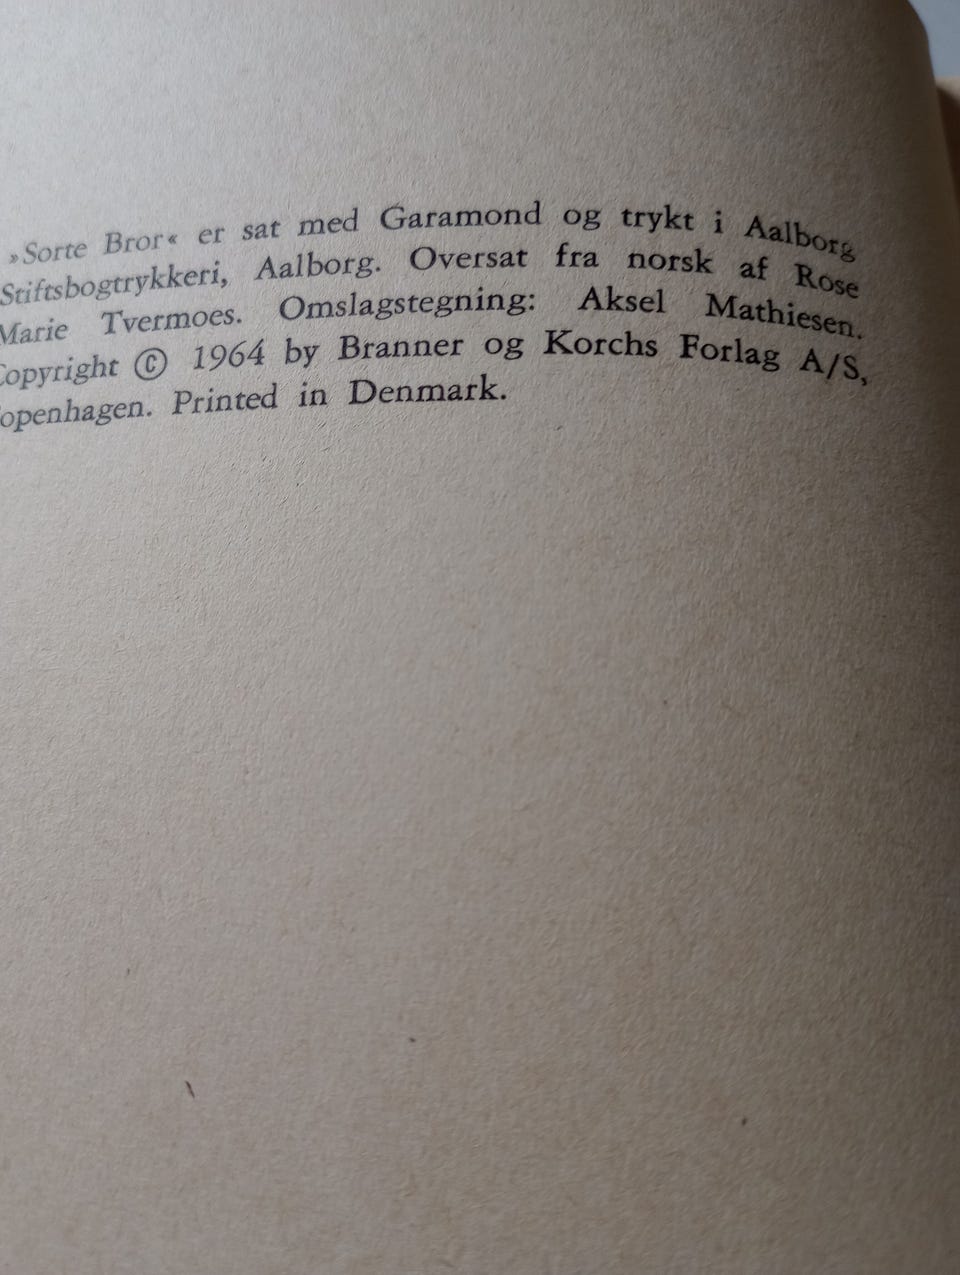 »Sorte Bror« er sat med Garamond og trykt i Aalborg
Stiftsbogtrykkeri, Aalborg. Oversat fra norsk af Rose
Marie Tvermoes. Omslagstegning: Aksel Mathiesen.
Copyright © 1964 by Branner og Korchs Forlag A/S,
openhagen. Printed in Denmark.